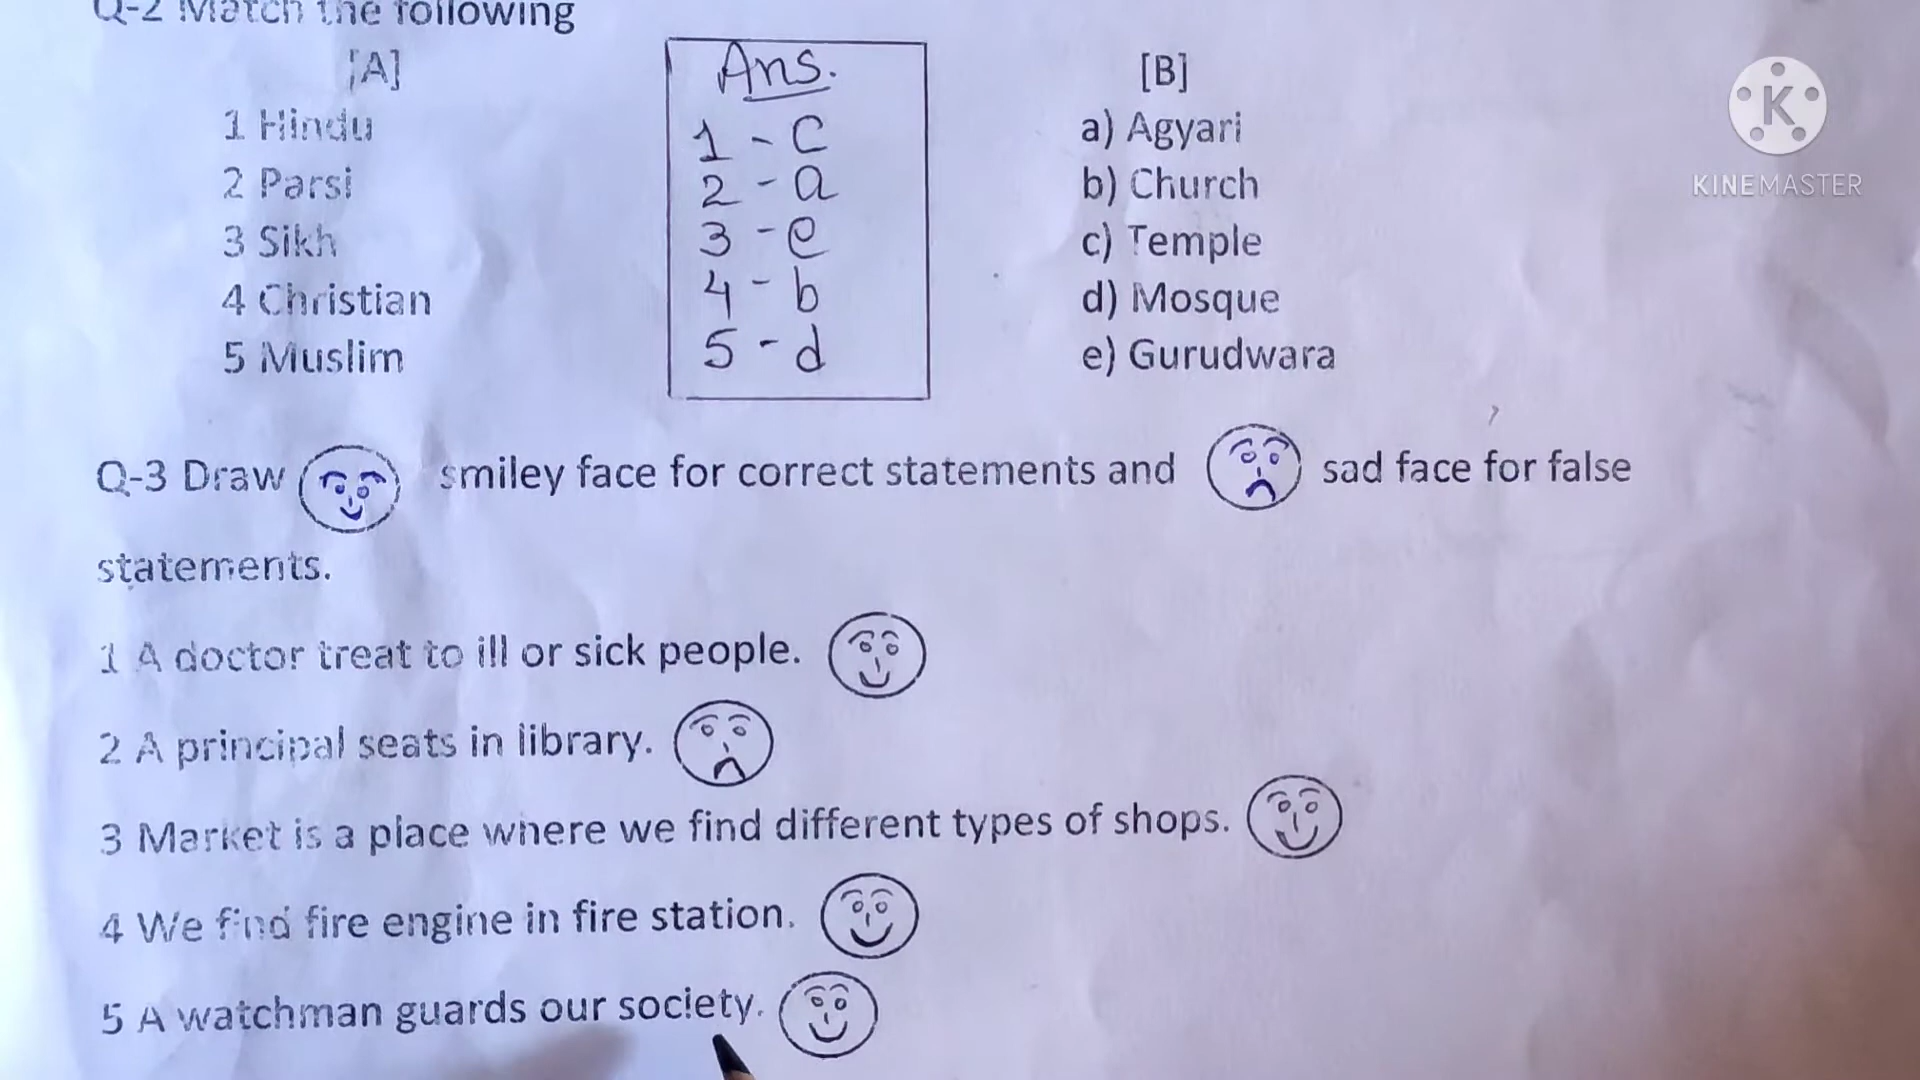 Q-2 Match the following
[A] Ans. [B]
1 Hindu 1 - c a) Agyari
2 Parsi 2 - a b) Church
3 Sikh 3 - e c) Temple
4 Christian 4 - b d) Mosque
5 Muslim 5 - d e) Gurudwara
K
KINEMASTER
Q-3 Draw smiley face for correct statements and sad face for false
statements.
1 A doctor treat to ill or sick people.
2 A principal seats in library.
3 Market is a place where we find different types of shops.
4 We find fire engine in fire station.
5 A watchman guards our society.